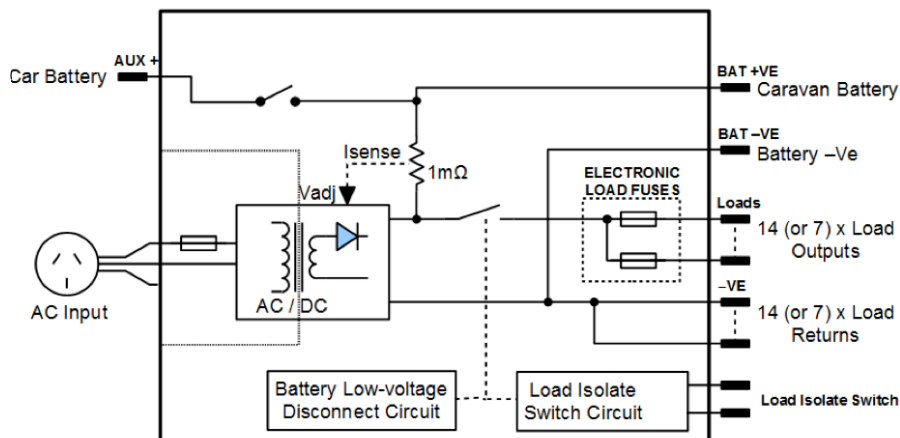 AUX +
Car Battery
BAT +VE
Caravan Battery
BAT –VE
Battery –Ve
Isense
1mΩ
Vadj
ELECTRONIC
LOAD FUSES
Loads
14 (or 7) x Load
Outputs
AC Input
AC / DC
–VE
14 (or 7) x Load
Returns
Battery Low-voltage
Disconnect Circuit
Load Isolate
Switch Circuit
Load Isolate Switch